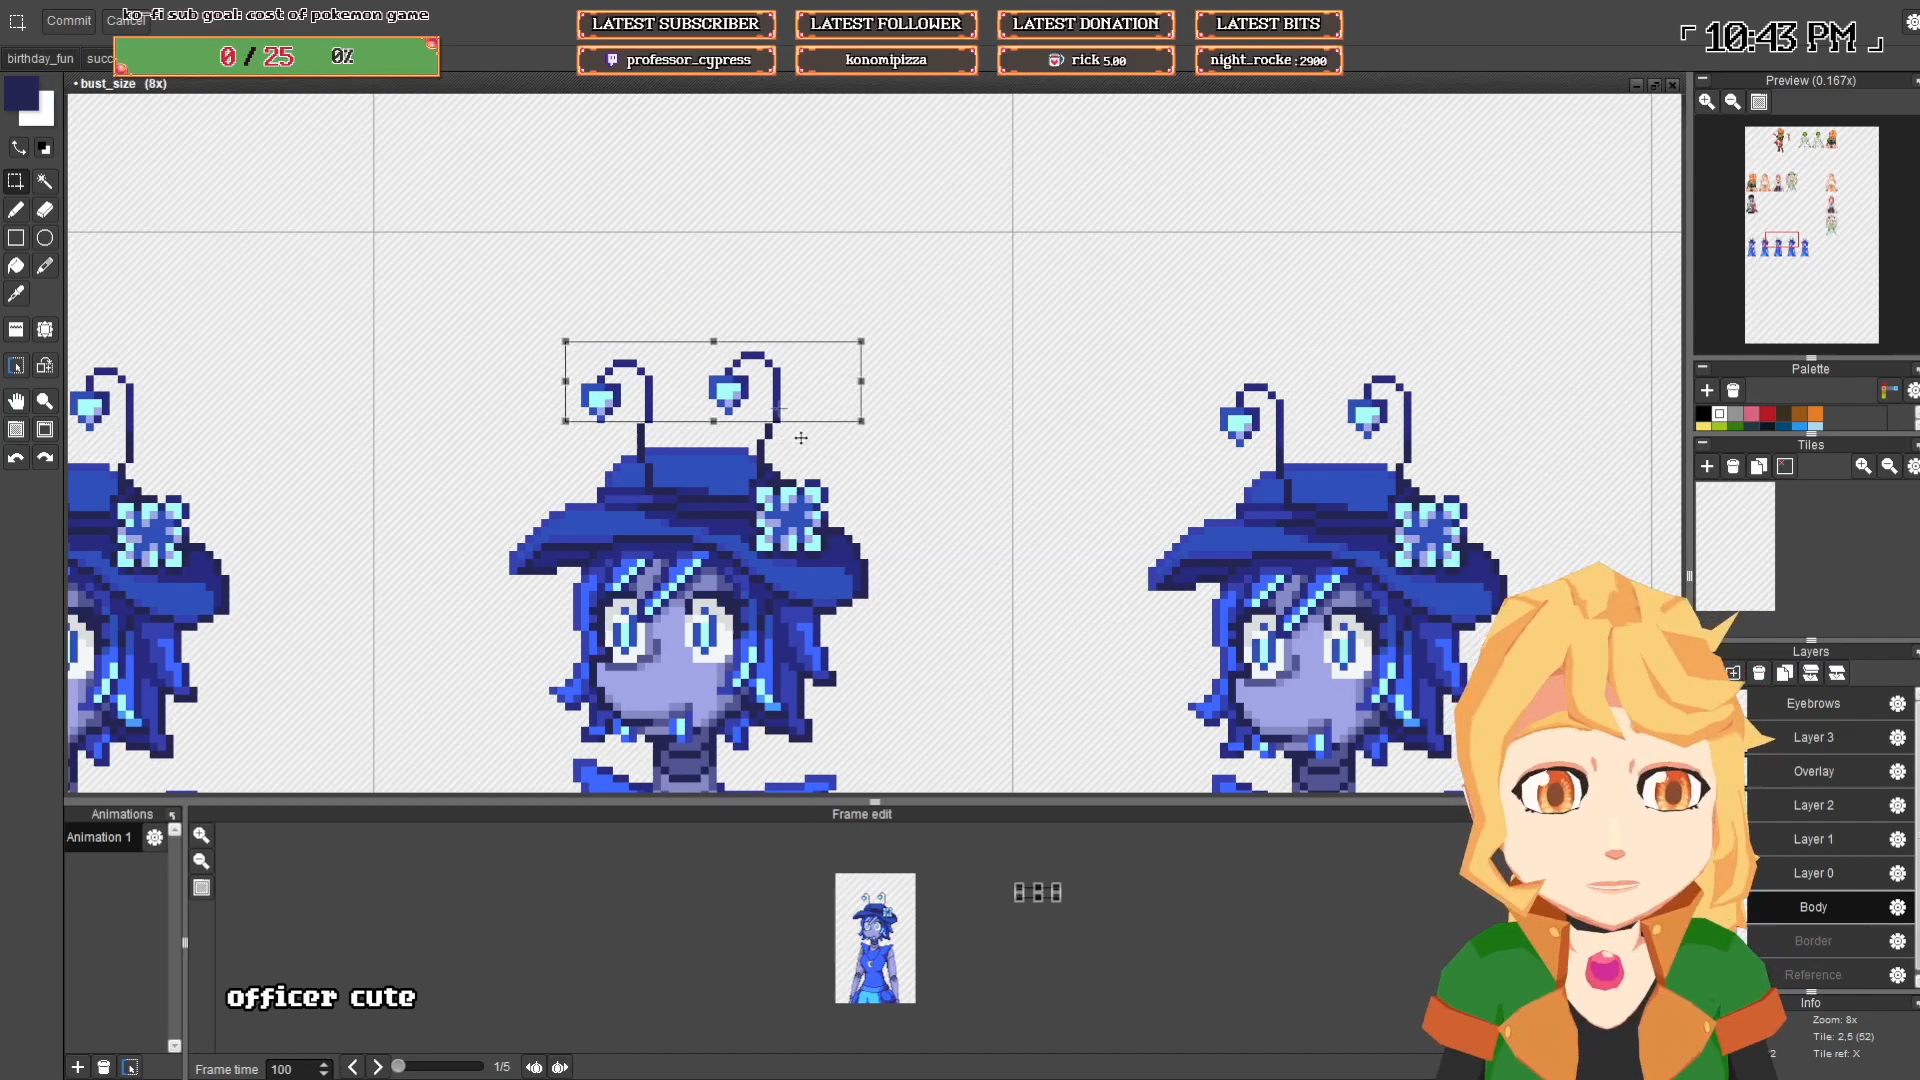 Commit
Cancel
ko-fi sub goal: cost of pokemon game
0 / 25 0%
LATEST SUBSCRIBER
professor_cypress
LATEST FOLLOWER
konomipizza
LATEST DONATION
rick 5.00
LATEST BITS
night_rocke :2900
10:43 PM
birthday_fun
succ
• bust_size (8x)
Preview (0.167x)
Palette
Tiles
Layers
Eyebrows
Layer 3
Overlay
Layer 2
Layer 1
Layer 0
Body
Border
Reference
Info
Zoom: 8x
Tile: 2,5 (52)
Tile ref: X
Animations
Animation 1
Frame edit
officer cute
Frame time 100
1/5